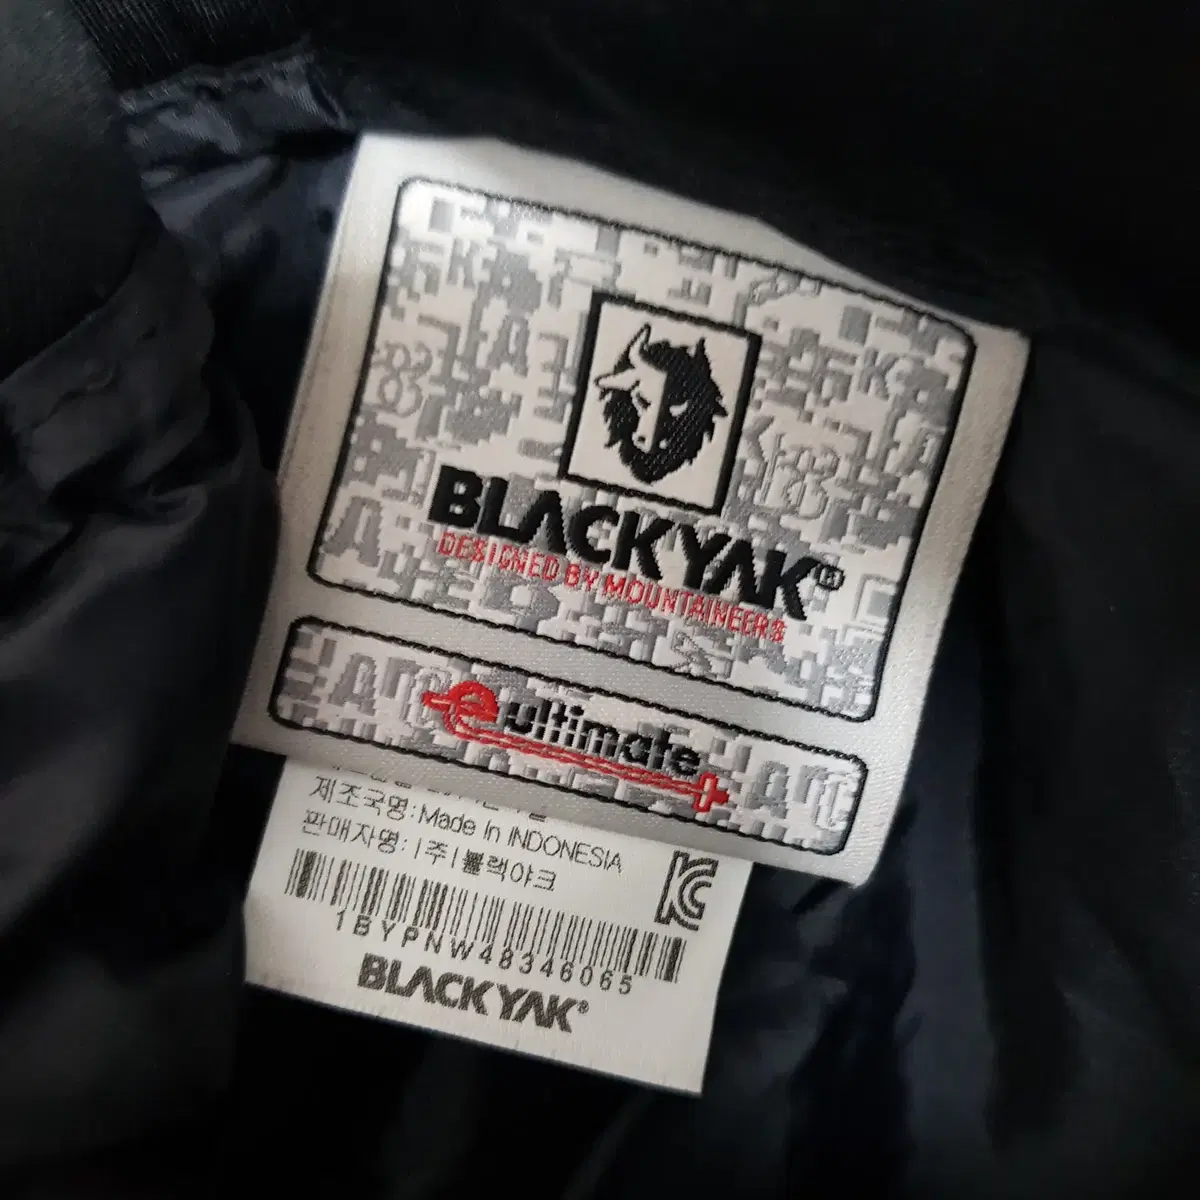 BLACKYAK®
DESIGNED BY MOUNTAINEERS
e ultimate
제조국명:Made In INDONESIA
판매자명:(주)블랙야크
1BYPNW48346065
BLACKYAK®